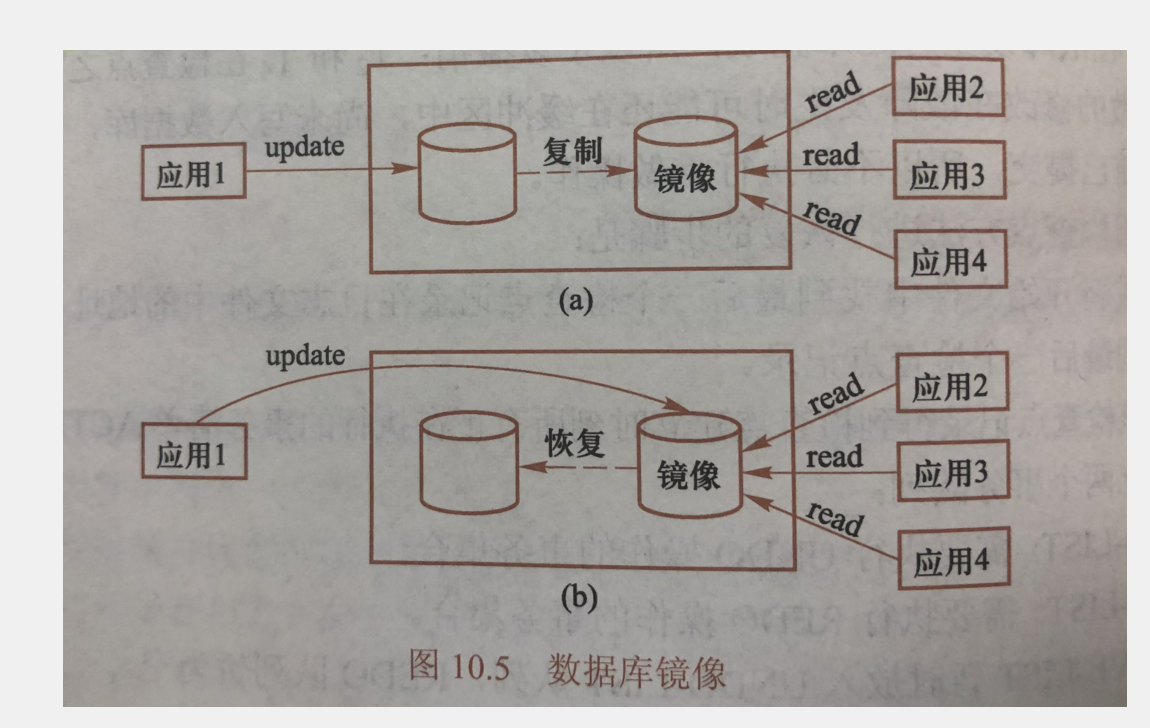 应用1
update
复制
镜像
read
应用2
read
应用3
read
应用4
(a)
update
应用1
恢复
镜像
read
应用2
read
应用3
read
应用4
(b)
图 10.5 数据库镜像